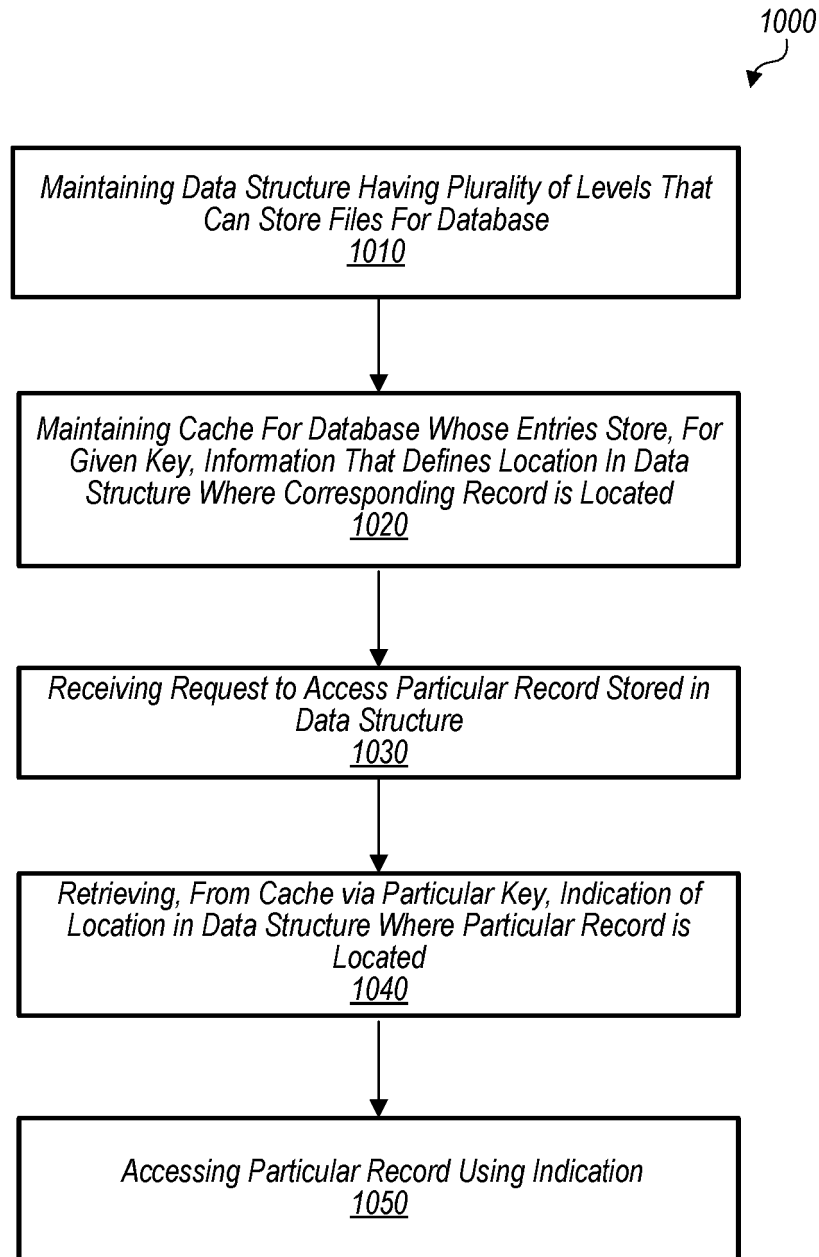 1000
Maintaining Data Structure Having Plurality of Levels That
Can Store Files For Database
1010
Maintaining Cache For Database Whose Entries Store, For
Given Key, Information That Defines Location In Data
Structure Where Corresponding Record is Located
1020
Receiving Request to Access Particular Record Stored in
Data Structure
1030
Retrieving, From Cache via Particular Key, Indication of
Location in Data Structure Where Particular Record is
Located
1040
Accessing Particular Record Using Indication
1050